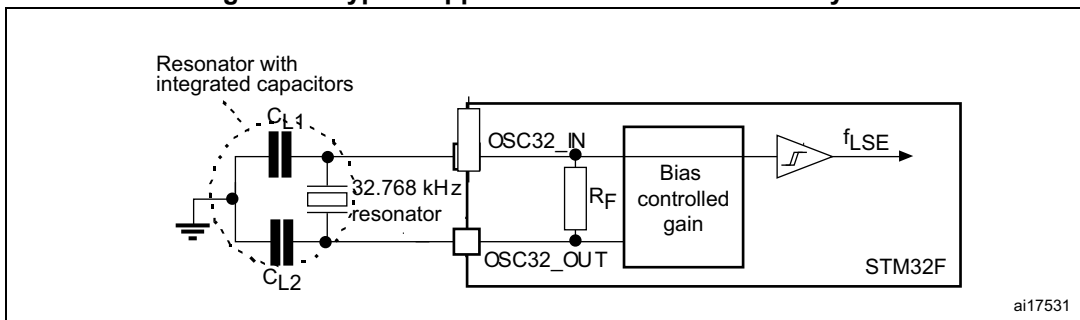 Resonator with
integrated capacitors
CL1
OSC32_IN
fLSE
32.768 kHz
resonator
RF
Bias
controlled
gain
OSC32_OUT
STM32F
CL2
ai17531